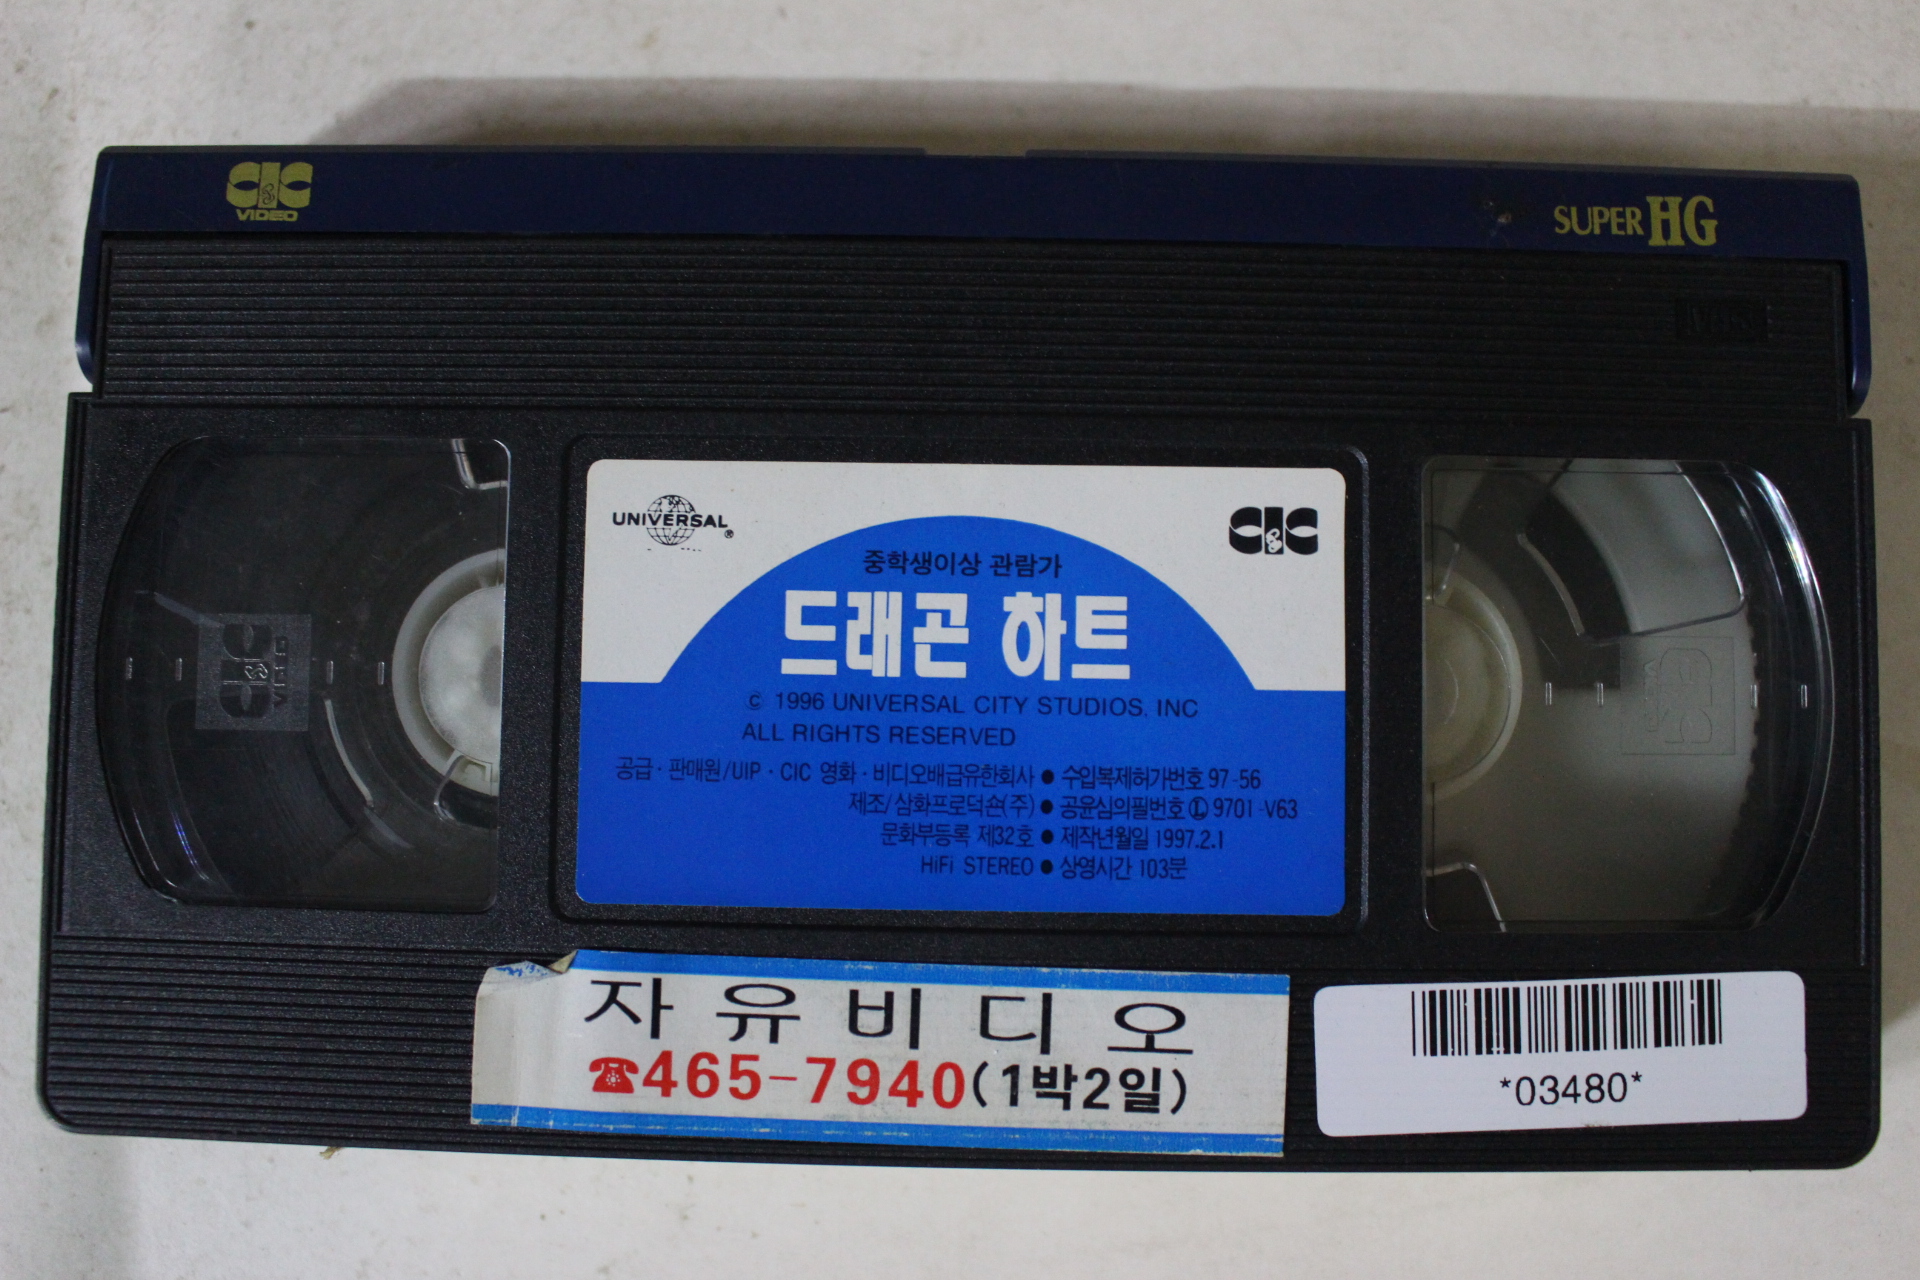 CIC VIDEO
SUPER HG
UNIVERSAL ®
CIC
중학생이상 관람가
드래곤 하트
© 1996 UNIVERSAL CITY STUDIOS, INC
ALL RIGHTS RESERVED
공급·판매원/UIP·CIC 영화·비디오배급유한회사 ● 수입복제허가번호 97-56
제조/삼화프로덕숀(주) ● 공윤심의필번호 Ⓛ 9701-V63
문화부등록 제32호 ● 제작년월일 1997.2.1
HiFi STEREO ● 상영시간 103분
자유비디오
☎465-7940(1박2일)
*03480*